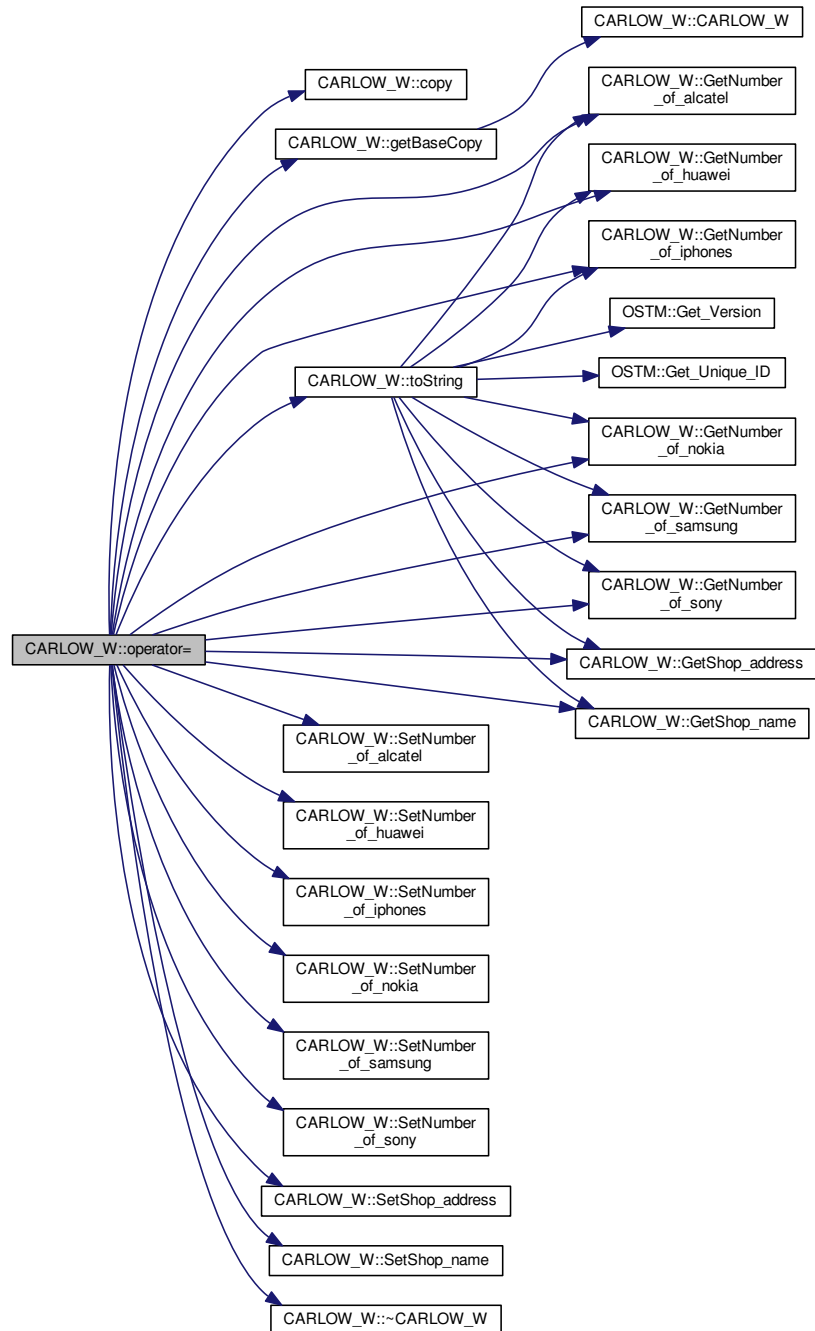 CARLOW_W::CARLOW_W
CARLOW_W::copy
CARLOW_W::GetNumber
_of_alcatel
CARLOW_W::getBaseCopy
CARLOW_W::GetNumber
_of_huawei
CARLOW_W::GetNumber
_of_iphones
OSTM::Get_Version
CARLOW_W::toString
OSTM::Get_Unique_ID
CARLOW_W::GetNumber
_of_nokia
CARLOW_W::GetNumber
_of_samsung
CARLOW_W::GetNumber
_of_sony
CARLOW_W::operator=
CARLOW_W::GetShop_address
CARLOW_W::GetShop_name
CARLOW_W::SetNumber
_of_alcatel
CARLOW_W::SetNumber
_of_huawei
CARLOW_W::SetNumber
_of_iphones
CARLOW_W::SetNumber
_of_nokia
CARLOW_W::SetNumber
_of_samsung
CARLOW_W::SetNumber
_of_sony
CARLOW_W::SetShop_address
CARLOW_W::SetShop_name
CARLOW_W::~CARLOW_W